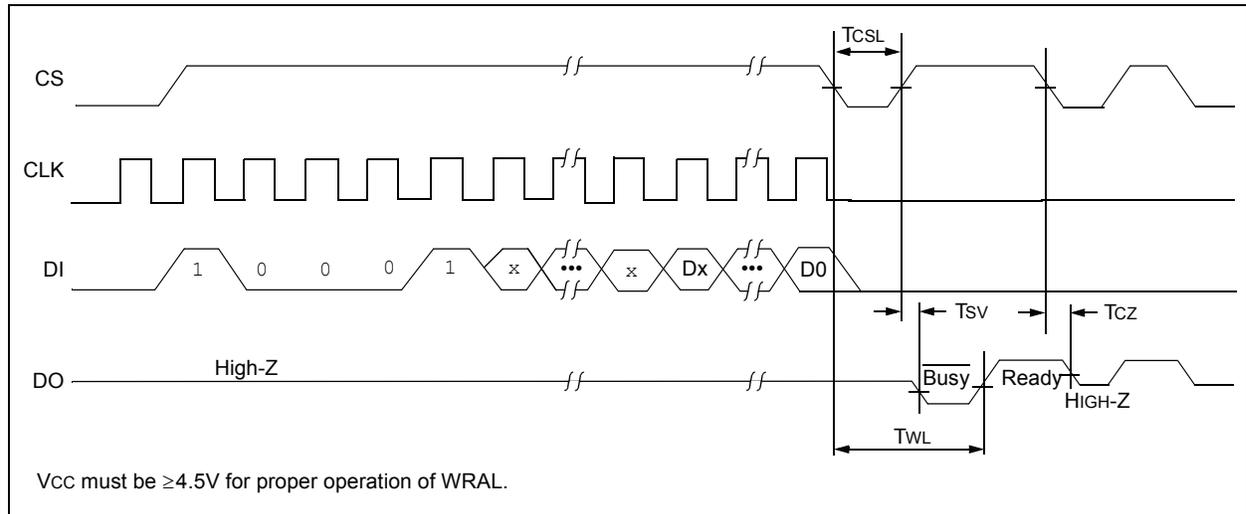 TCSL
CS
CLK
DI 1 0 0 0 1 x ••• x Dx ••• D0
TSV TCZ
High-Z
DO Busy Ready
HIGH-Z
TWL
VCC must be ≥4.5V for proper operation of WRAL.